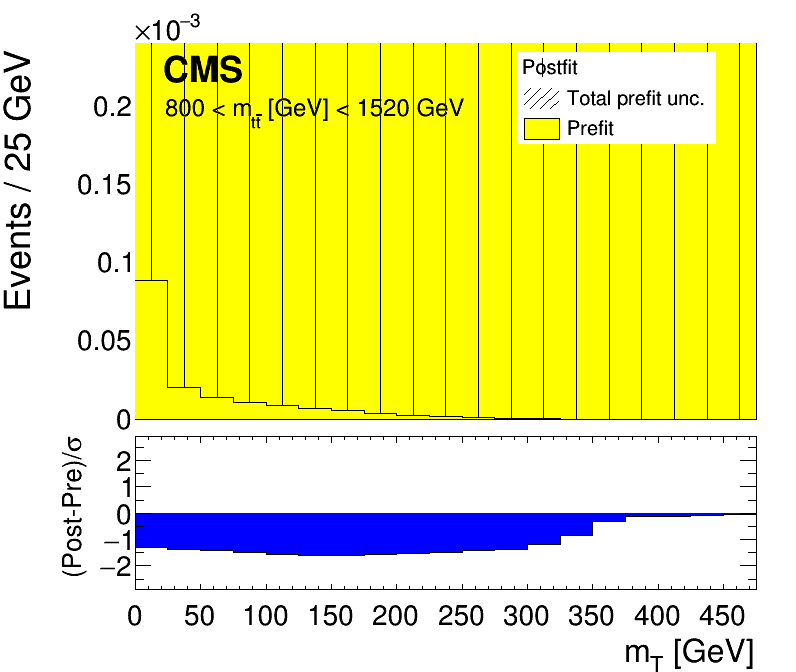 ×10⁻³
Events / 25 GeV
CMS
800 < m_tt̄ [GeV] < 1520 GeV
Postfit
Total prefit unc.
Prefit
0.2
0.15
0.1
0.05
0
(Post-Pre)/σ
2
1
0
−1
−2
0 50 100 150 200 250 300 350 400 450
m_T [GeV]